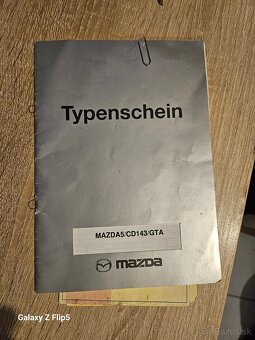 Typenschein
MAZDA5/CD143/GTA
mazda
Galaxy Z Flip5